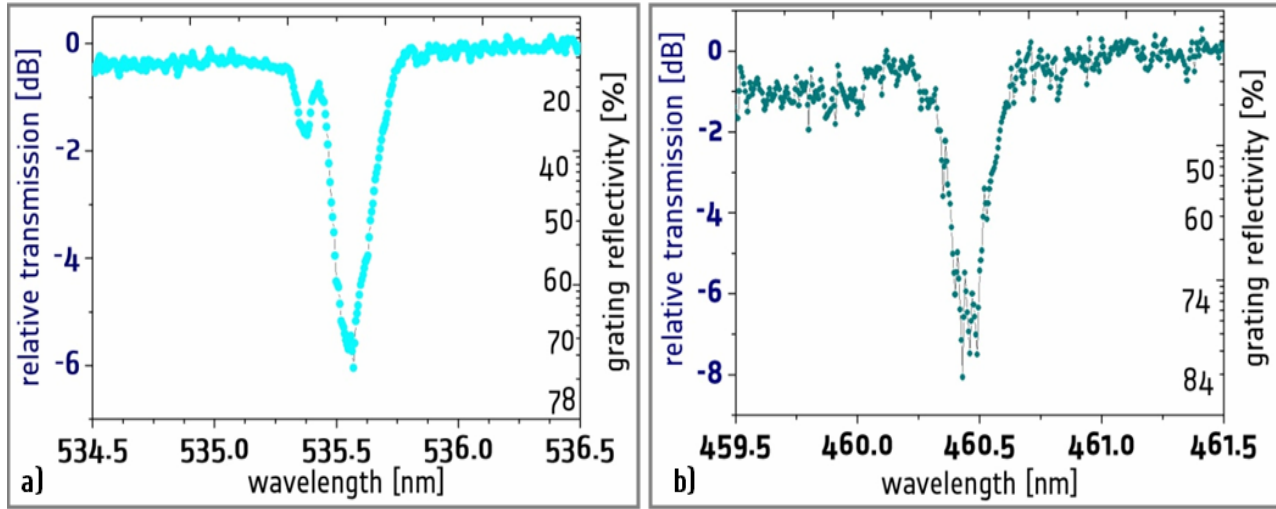 relative transmission [dB]
0
-2
-4
-6
grating reflectivity [%]
20
40
50
60
70
78
534.5 535.0 535.5 536.0 536.5
wavelength [nm]
a)
relative transmission [dB]
0
-2
-4
-6
-8
grating reflectivity [%]
50
60
74
84
459.5 460.0 460.5 461.0 461.5
wavelength [nm]
b)